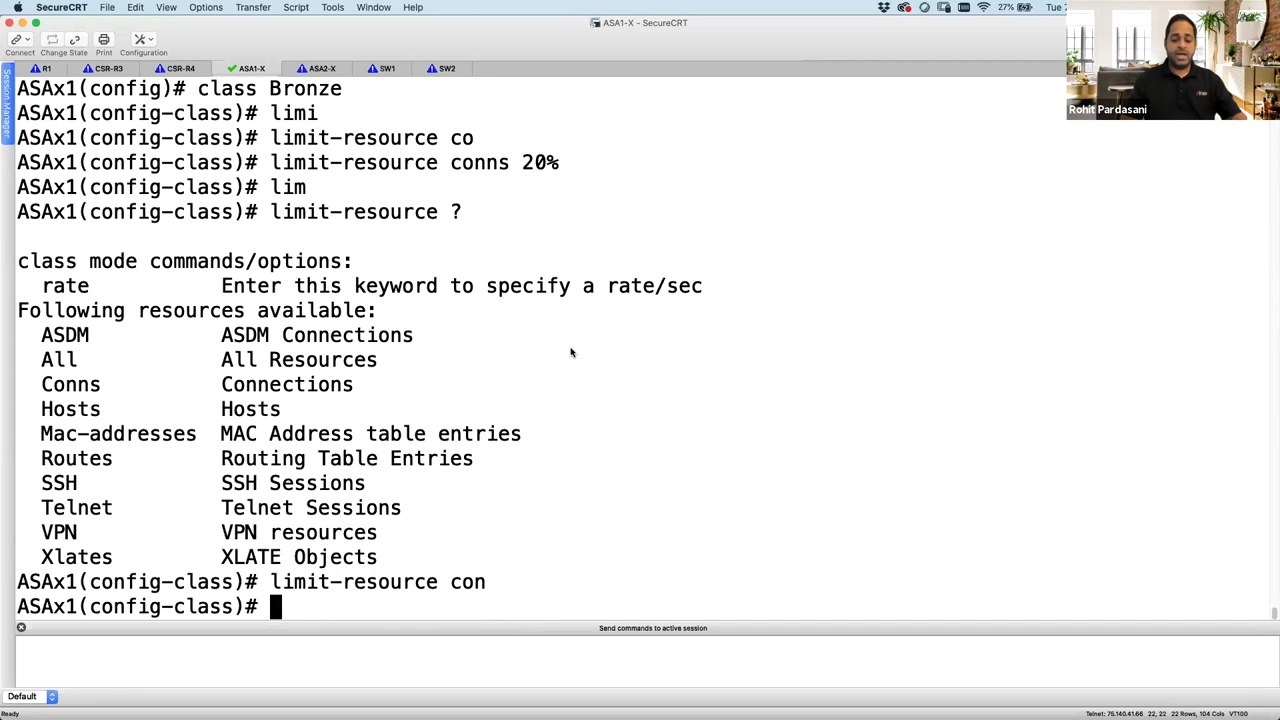 SecureCRT File Edit View Options Transfer Script Tools Window Help 27% Tue 7
ASA1-X - SecureCRT
Connect Change State Print Configuration
R1 CSR-R3 CSR-R4 ASA1-X ASA2-X SW1 SW2
Session Manager
Rohit Pardasani
ASAx1(config)# class Bronze
ASAx1(config-class)# limi
ASAx1(config-class)# limit-resource co
ASAx1(config-class)# limit-resource conns 20%
ASAx1(config-class)# lim
ASAx1(config-class)# limit-resource ?
class mode commands/options:
rate Enter this keyword to specify a rate/sec
Following resources available:
ASDM ASDM Connections
All All Resources
Conns Connections
Hosts Hosts
Mac-addresses MAC Address table entries
Routes Routing Table Entries
SSH SSH Sessions
Telnet Telnet Sessions
VPN VPN resources
Xlates XLATE Objects
ASAx1(config-class)# limit-resource con
ASAx1(config-class)#
Send commands to active session
Default
Ready Telnet: 75.140.41.66 22, 22 22 Rows, 104 Cols VT100